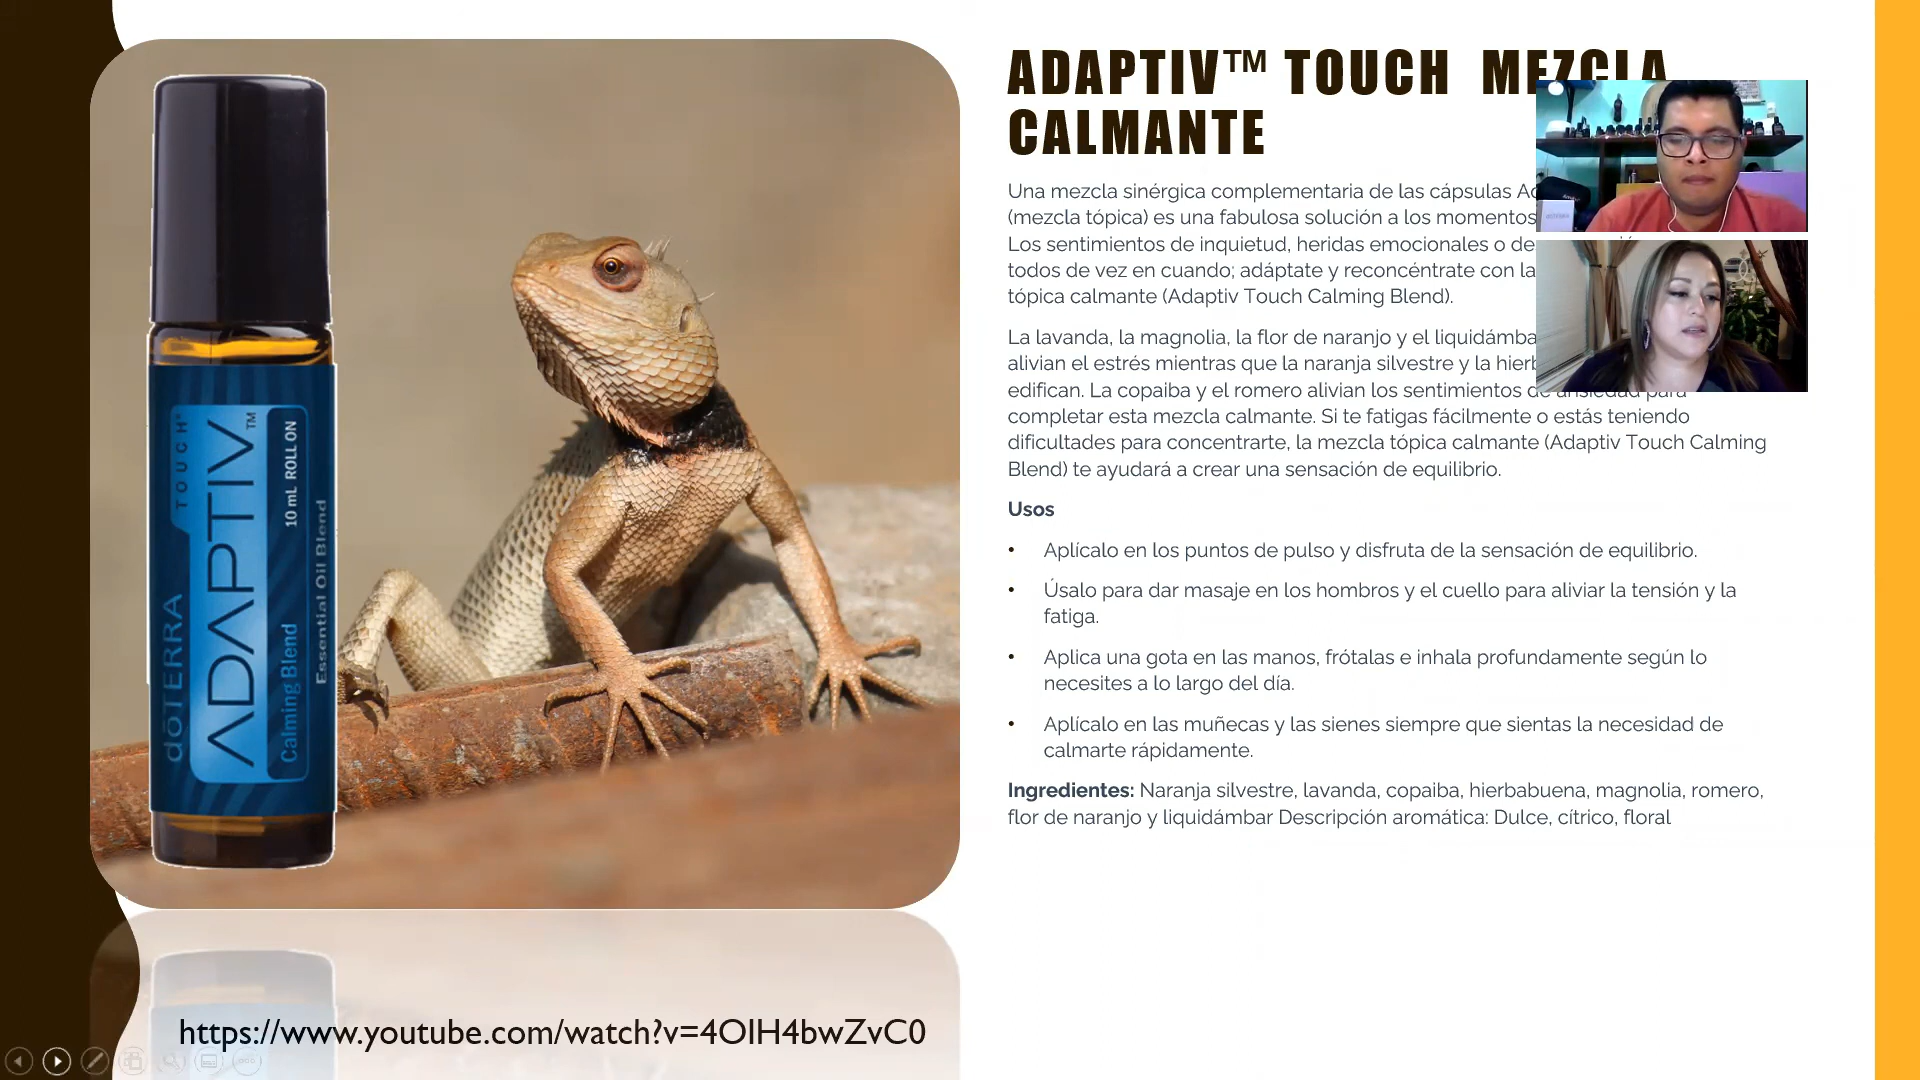 ADAPTIV™ TOUCH MEZCLA
CALMANTE
Una mezcla sinérgica complementaria de las cápsulas
(mezcla tópica) es una fabulosa solución a los momentos
Los sentimientos de inquietud, heridas emocionales o
todos de vez en cuando; adáptate y reconcéntrate con la
tópica calmante (Adaptiv Touch Calming Blend).
La lavanda, la magnolia, la flor de naranjo y el
alivian el estrés mientras que la naranja silvestre y la
edifican. La copaiba y el romero alivian los sentimientos de ansiedad para
completar esta mezcla calmante. Si te fatigas fácilmente o estás teniendo
dificultades para concentrarte, la mezcla tópica calmante (Adaptiv Touch Calming
Blend) te ayudará a crear una sensación de equilibrio.
Usos
• Aplícalo en los puntos de pulso y disfruta de la sensación de equilibrio.
• Úsalo para dar masaje en los hombros y el cuello para aliviar la tensión y la
fatiga.
• Aplica una gota en las manos, frótalas e inhala profundamente según lo
necesites a lo largo del día.
• Aplícalo en las muñecas y las sienes siempre que sientas la necesidad de
calmarte rápidamente.
Ingredientes: Naranja silvestre, lavanda, copaiba, hierbabuena, magnolia, romero,
flor de naranjo y liquidámbar Descripción aromática: Dulce, cítrico, floral
dōTERRA
TOUCH
ADAPTIV™
Calming Blend
10 mL ROLL ON
Essential Oil Blend
https://www.youtube.com/watch?v=4OlH4bwZvC0